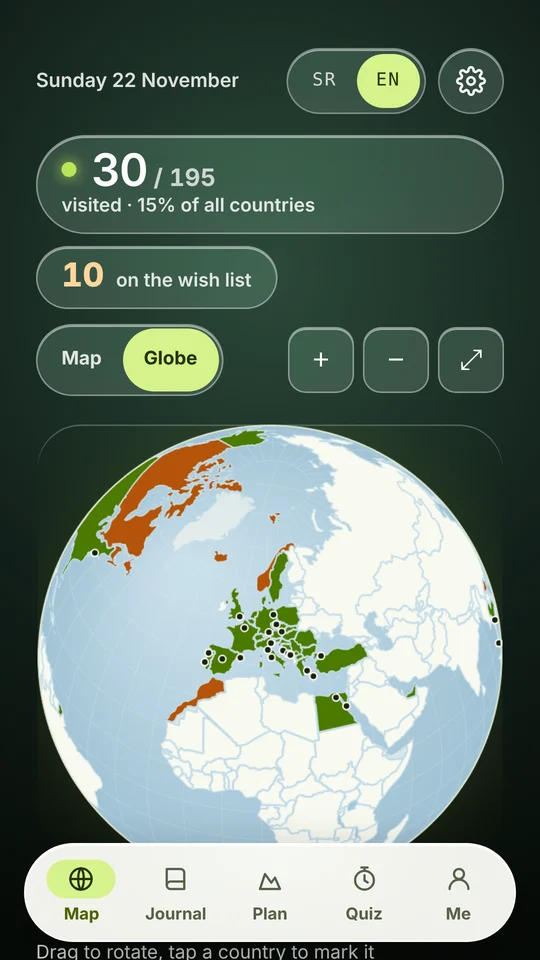 Sunday 22 November
SR EN
30 / 195
visited · 15% of all countries
10 on the wish list
Map Globe
+ −
Map Journal Plan Quiz Me
Drag to rotate, tap a country to mark it